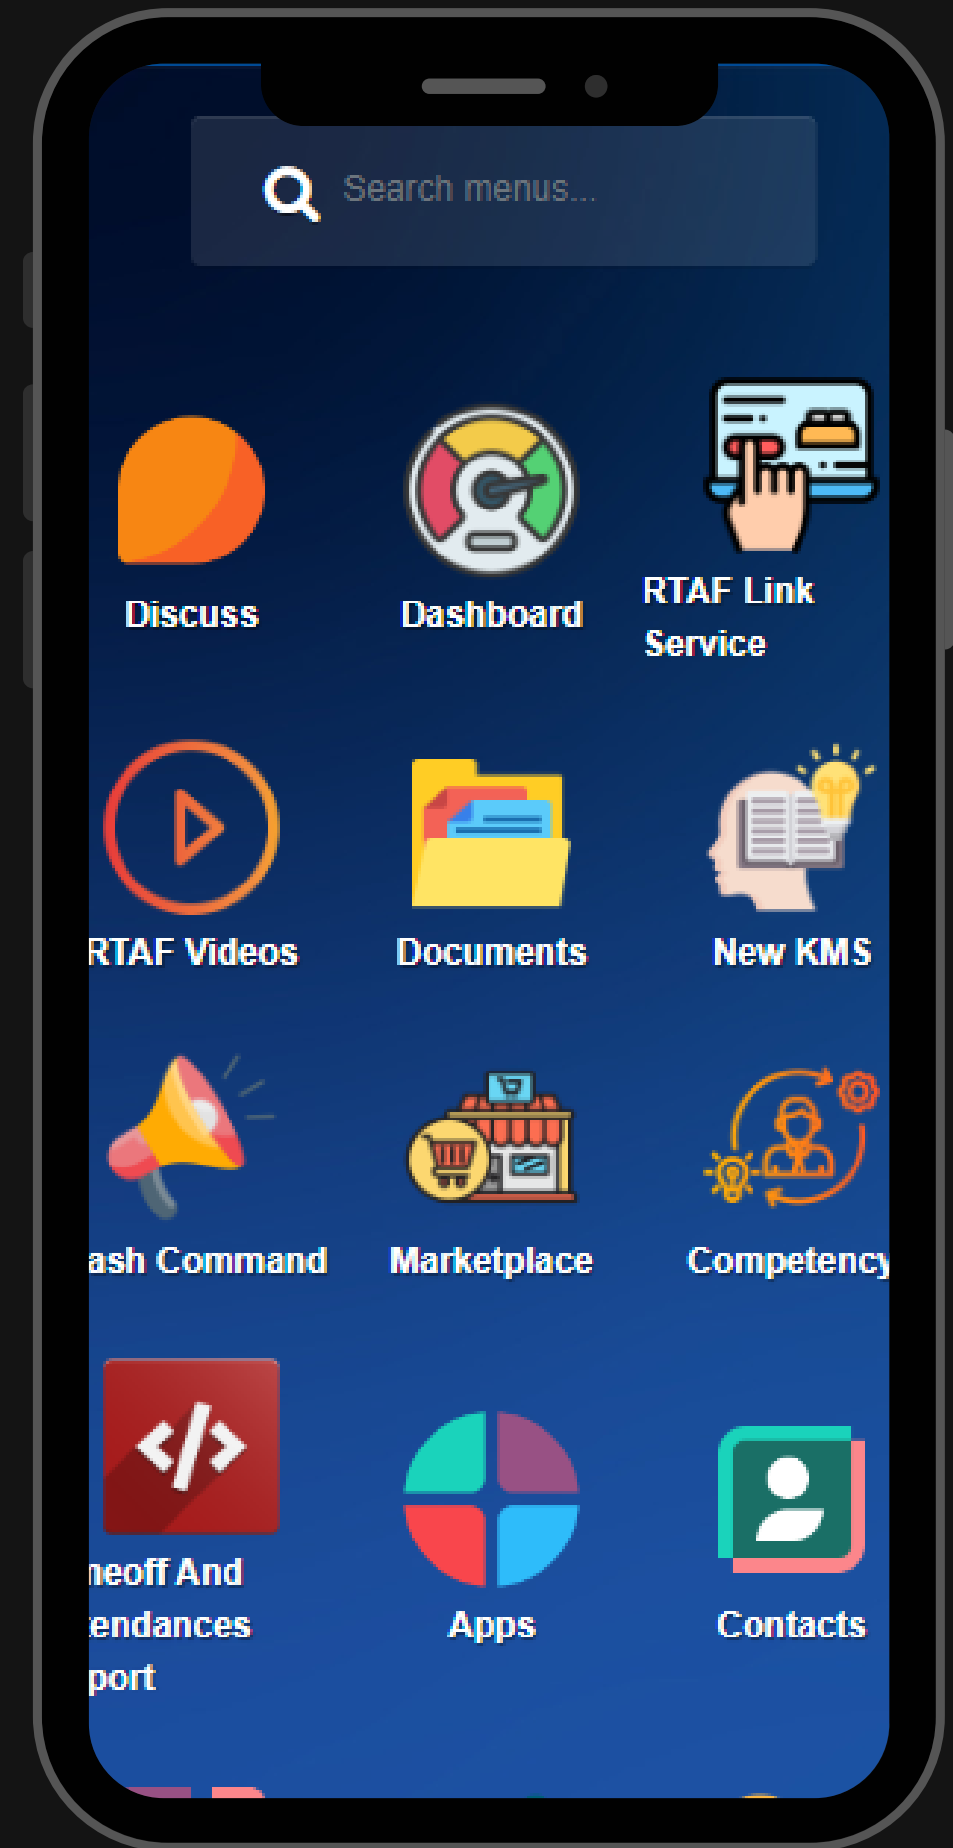 Search menus...
Discuss
Dashboard
RTAF Link
Service
RTAF Videos
Documents
New KMS
ash Command
Marketplace
Competency
neoff And
tendances
port
Apps
Contacts